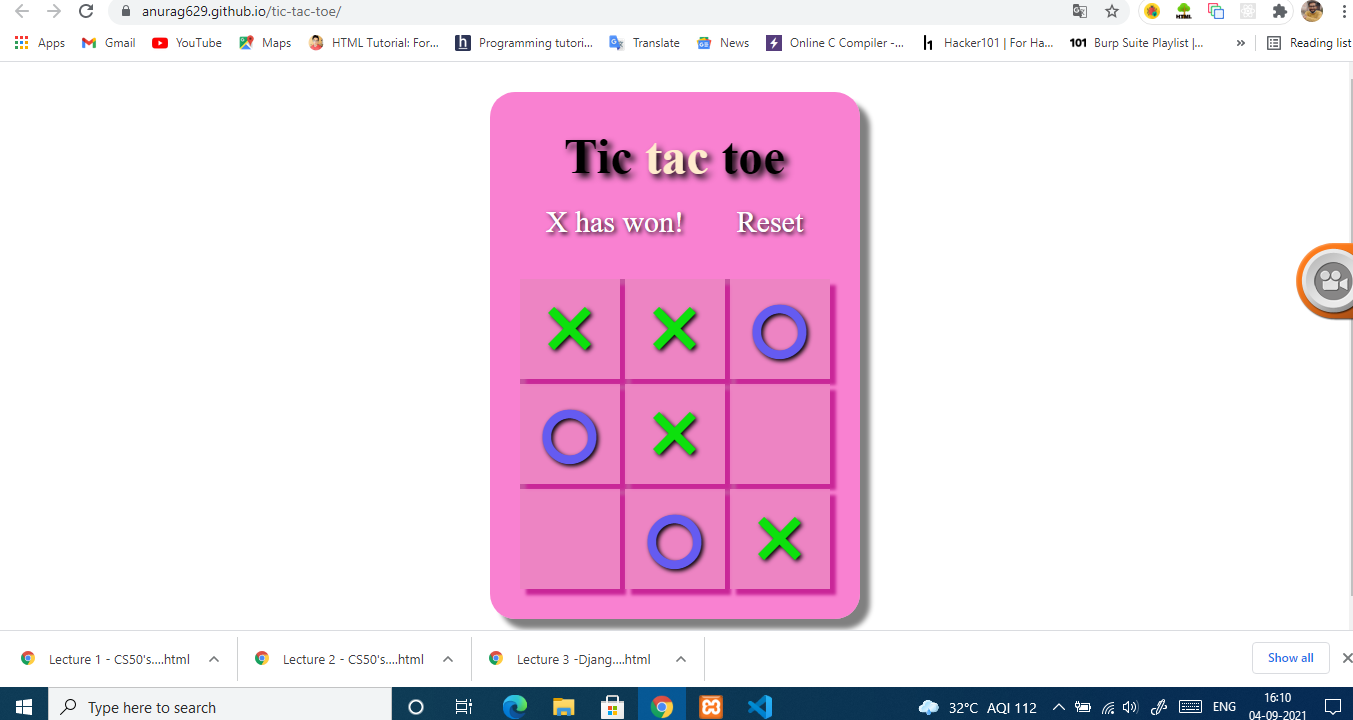 anurag629.github.io/tic-tac-toe/
Apps Gmail YouTube Maps HTML Tutorial: For... Programming tutori... Translate News Online C Compiler -... Hacker101 | For Ha... 101 Burp Suite Playlist |... » Reading list
Tic tac toe
X has won! Reset
Lecture 1 - CS50's....html Lecture 2 - CS50's....html Lecture 3 -Djang....html Show all
Type here to search 32°C AQI 112 ENG 16:10
04-09-2021